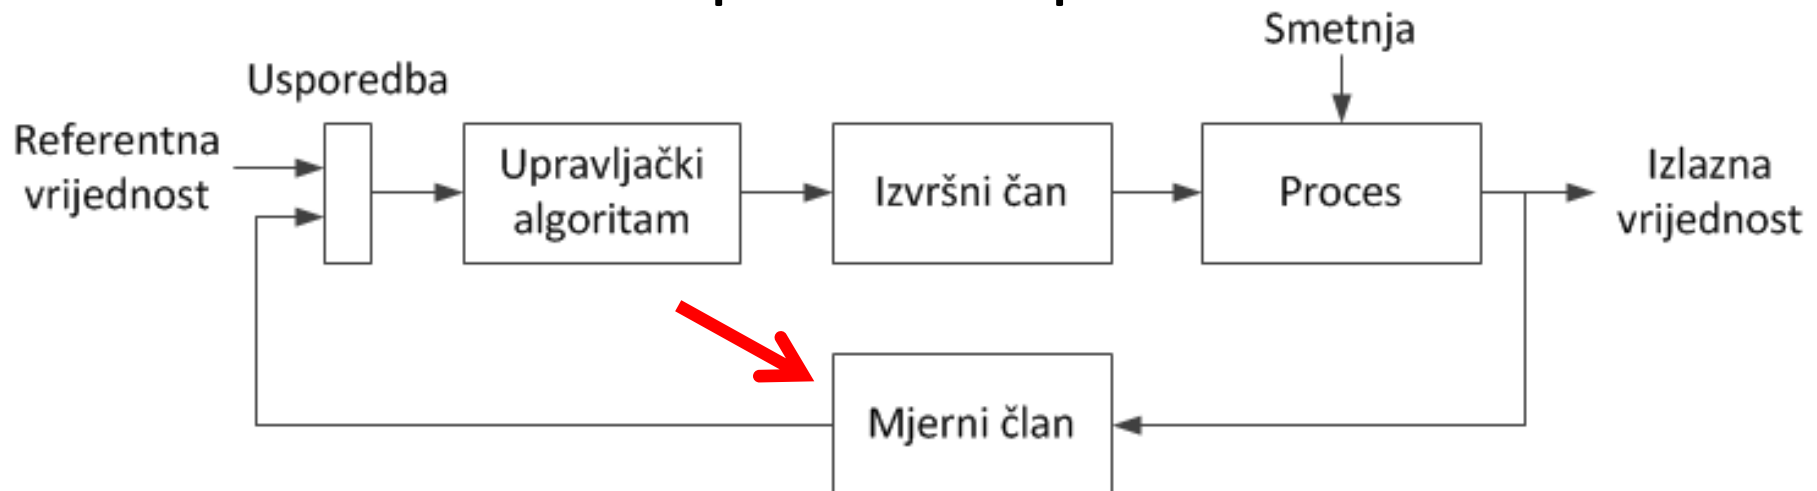 Smetnja
Usporedba
Referentna
vrijednost
Upravljački
algoritam
Izvršni čan
Proces
Izlazna
vrijednost
Mjerni član